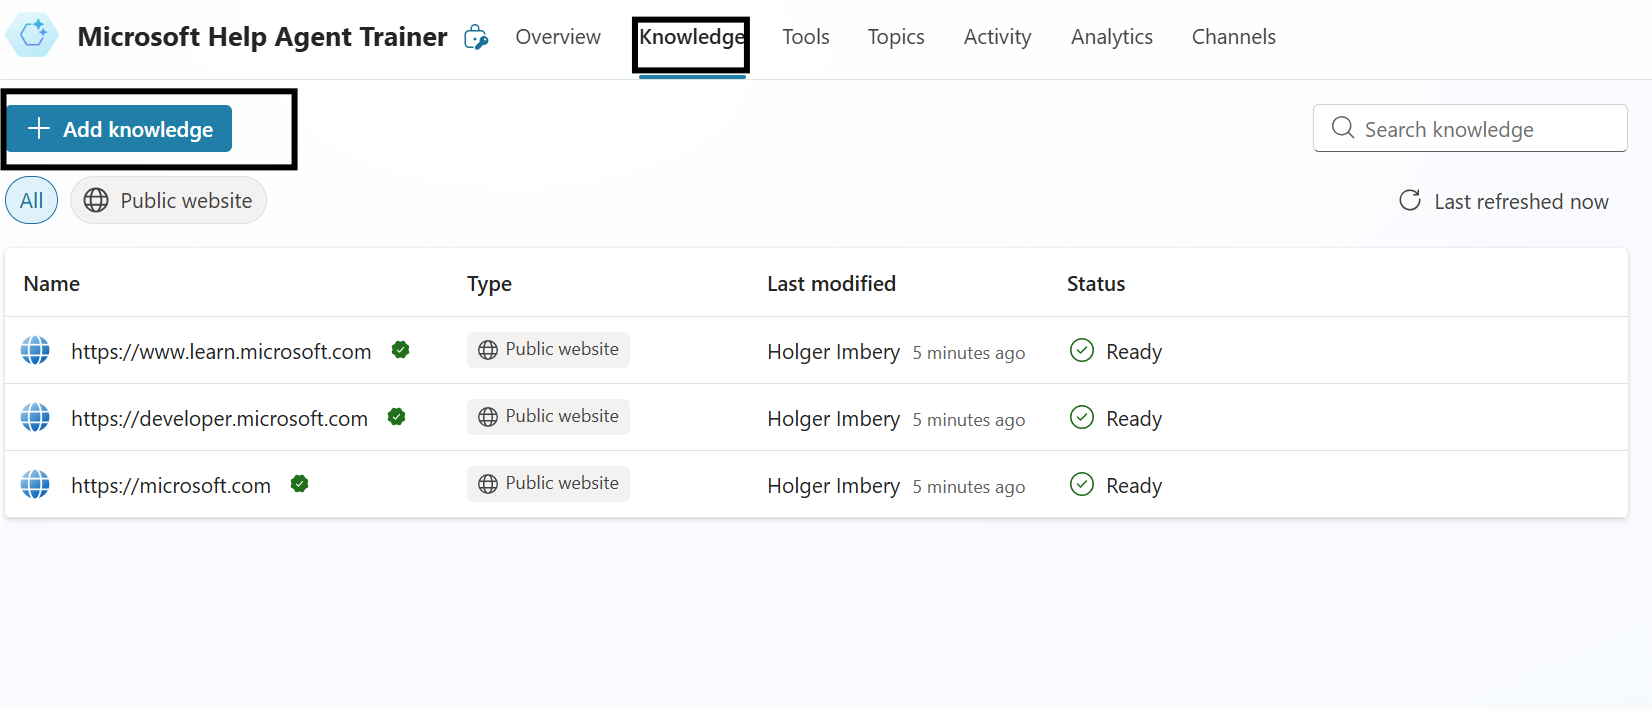 Microsoft Help Agent Trainer Overview Knowledge Tools Topics Activity Analytics Channels
+ Add knowledge Search knowledge
All Public website Last refreshed now
Name Type Last modified Status
https://www.learn.microsoft.com Public website Holger Imbery 5 minutes ago Ready
https://developer.microsoft.com Public website Holger Imbery 5 minutes ago Ready
https://microsoft.com Public website Holger Imbery 5 minutes ago Ready